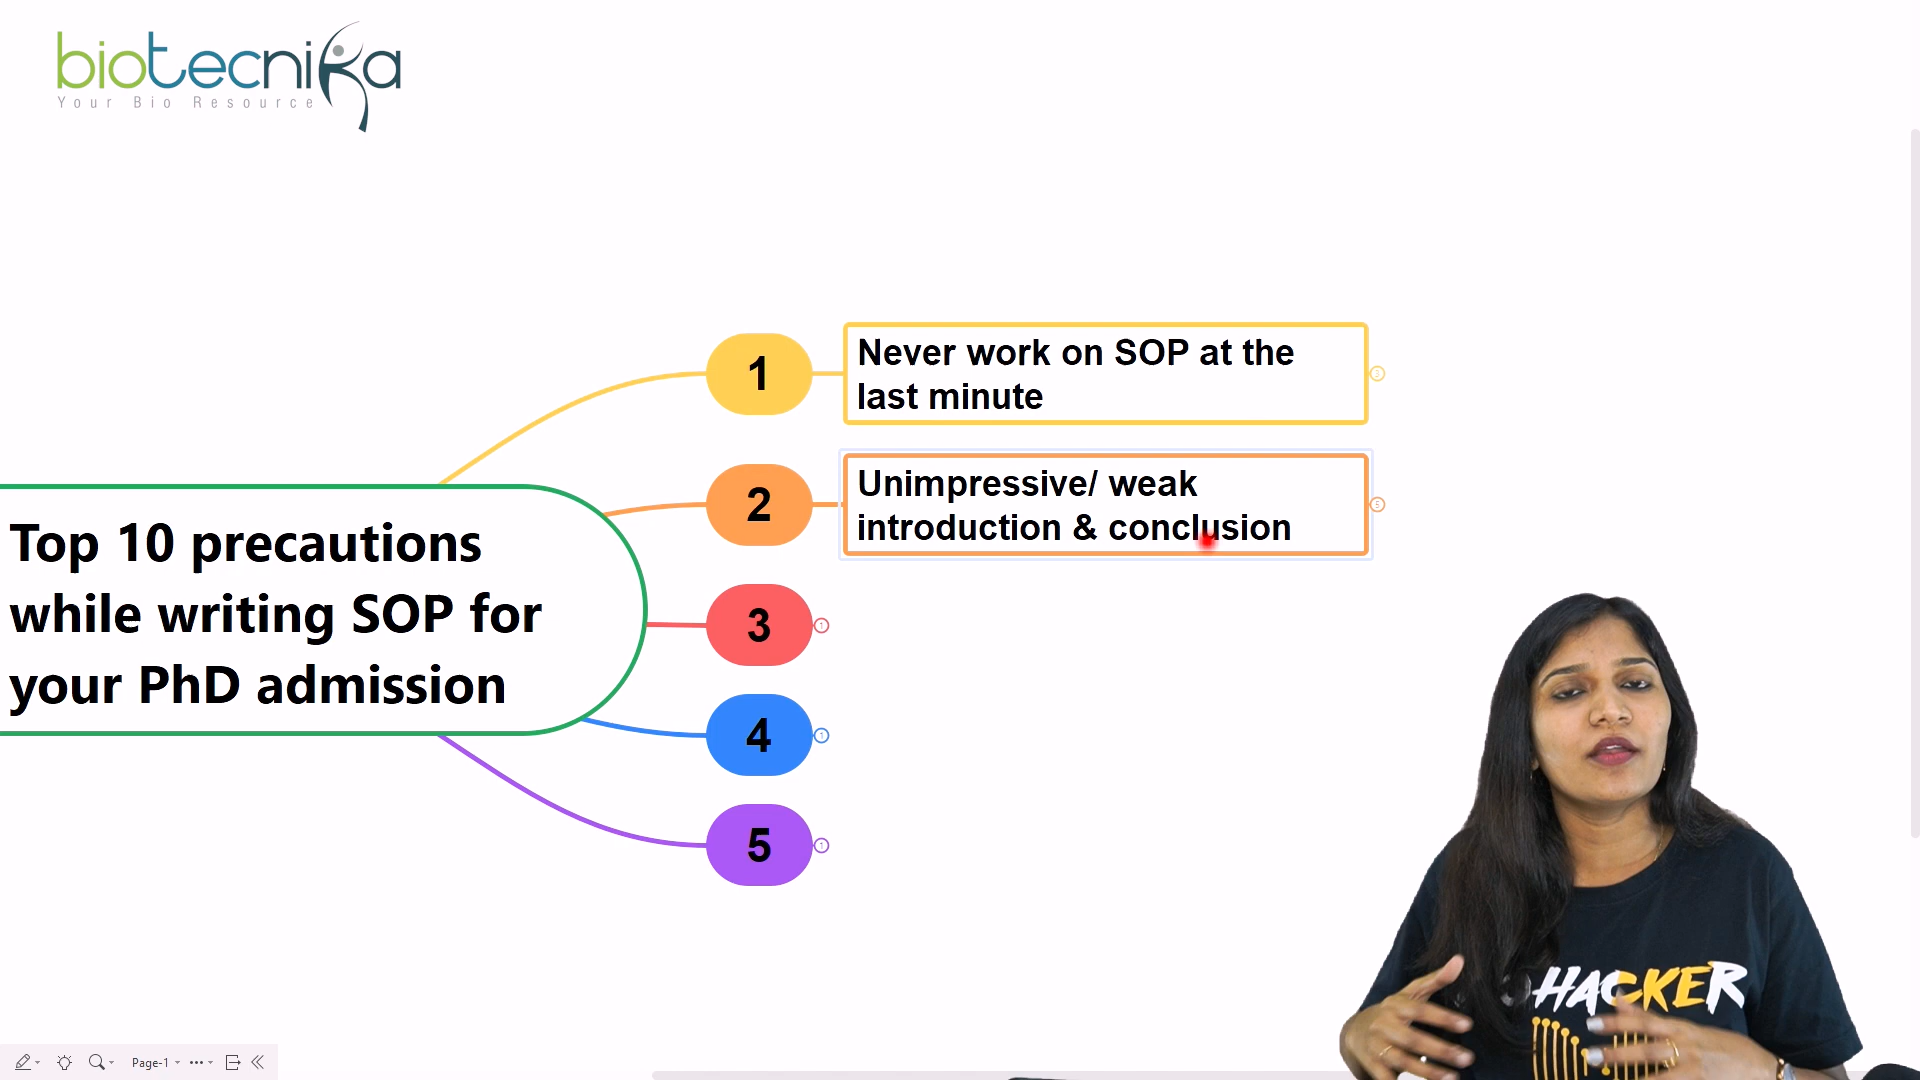 biotecnika
Your Bio Resource
1
Never work on SOP at the
last minute
2
Unimpressive/ weak
introduction & conclusion
Top 10 precautions
while writing SOP for
your PhD admission
3
4
5
HACKER
Page-1